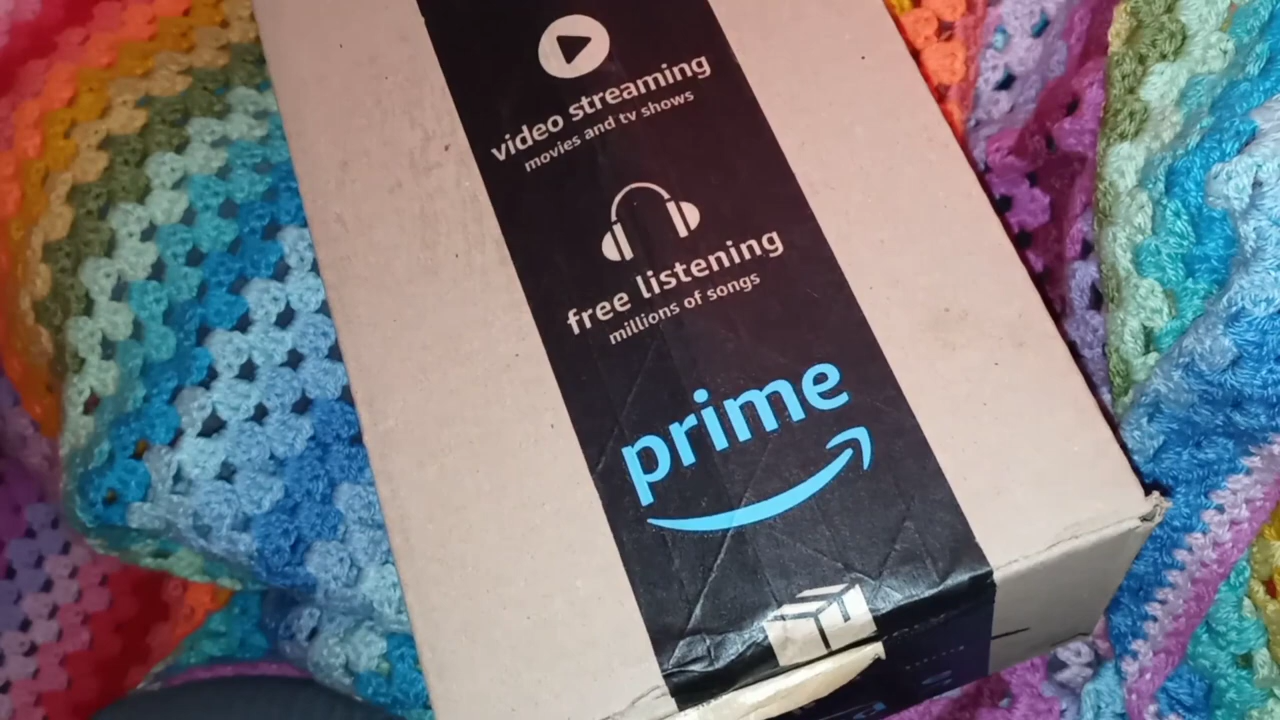 video streaming
movies and tv shows
free listening
millions of songs
prime